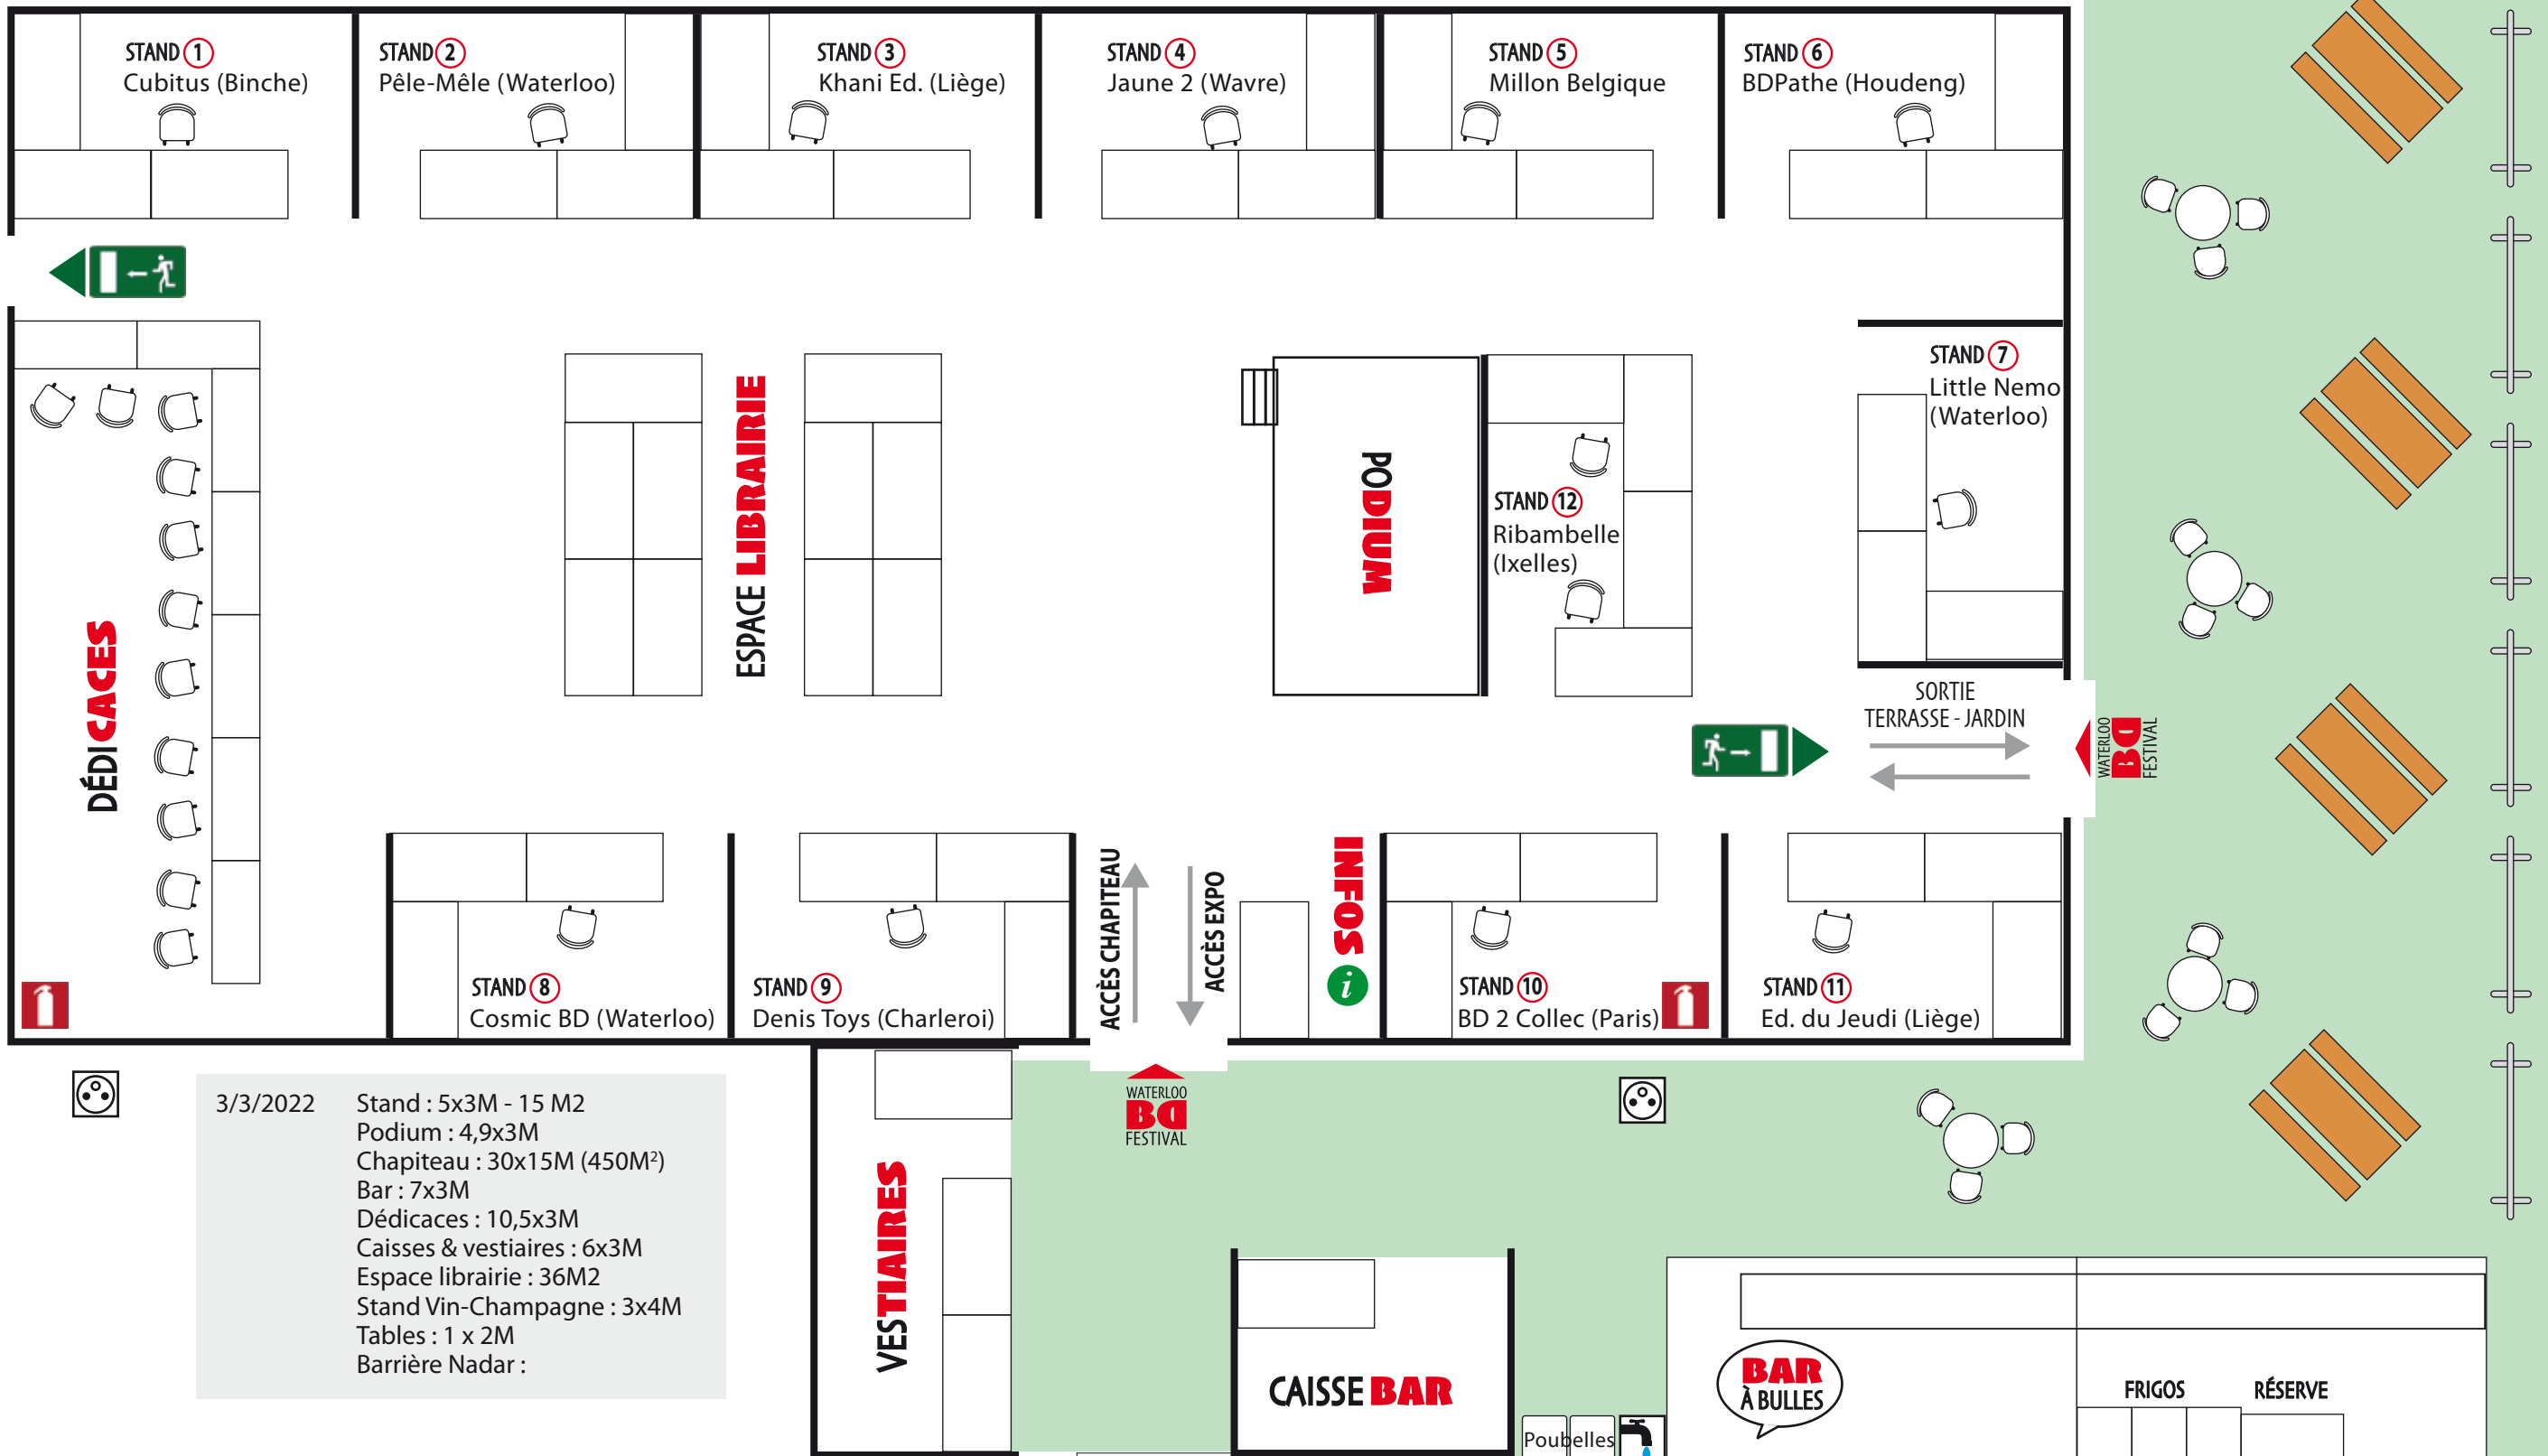 STAND 1
Cubitus (Binche)
STAND 2
Pêle-Mêle (Waterloo)
STAND 3
Khani Ed. (Liège)
STAND 4
Jaune 2 (Wavre)
STAND 5
Millon Belgique
STAND 6
BDPathe (Houdeng)
STAND 7
Little Nemo
(Waterloo)
ESPACE LIBRAIRIE
PODIUM
STAND 12
Ribambelle
(Ixelles)
DÉDICACES
SORTIE
TERRASSE - JARDIN
WATERLOO
BD
FESTIVAL
STAND 8
Cosmic BD (Waterloo)
STAND 9
Denis Toys (Charleroi)
ACCÈS CHAPITEAU
ACCÈS EXPO
INFOS
i
STAND 10
BD 2 Collec (Paris)
STAND 11
Ed. du Jeudi (Liège)
WATERLOO
BD
FESTIVAL
3/3/2022 Stand : 5x3M - 15 M2
Podium : 4,9x3M
Chapiteau : 30x15M (450M²)
Bar : 7x3M
Dédicaces : 10,5x3M
Caisses & vestiaires : 6x3M
Espace librairie : 36M2
Stand Vin-Champagne : 3x4M
Tables : 1 x 2M
Barrière Nadar :
VESTIAIRES
CAISSE BAR
Poubelles
BAR
À BULLES
FRIGOS
RÉSERVE